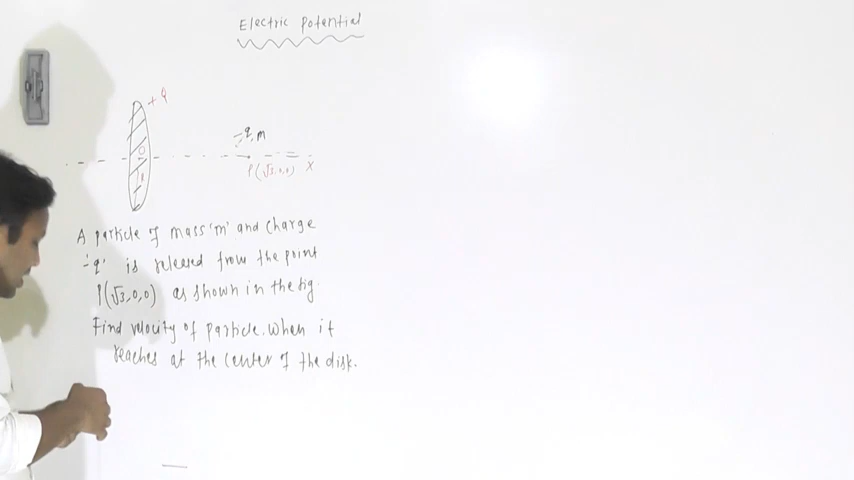 Electric Potential
+Q
-q, m
O
R
P(√3,0,0) X
A particle of mass 'm' and charge
'-q' is released from the point
P(√3,0,0) as shown in the fig.
Find velocity of particle, when it
reaches at the center of the disk.